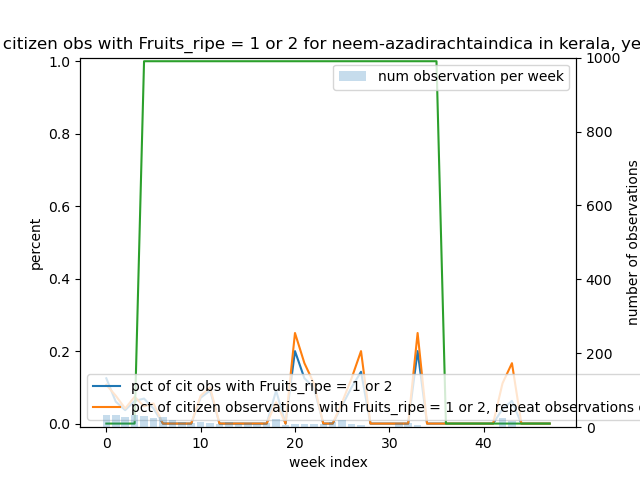 citizen obs with Fruits_ripe = 1 or 2 for neem-azadirachtaindica in kerala, ye
num observation per week
1.0
0.8
0.6
0.4
0.2
0.0
percent
1000
800
600
400
200
0
number of observations
pct of cit obs with Fruits_ripe = 1 or 2
pct of citizen observations with Fruits_ripe = 1 or 2, repeat observations
0 10 20 30 40
week index